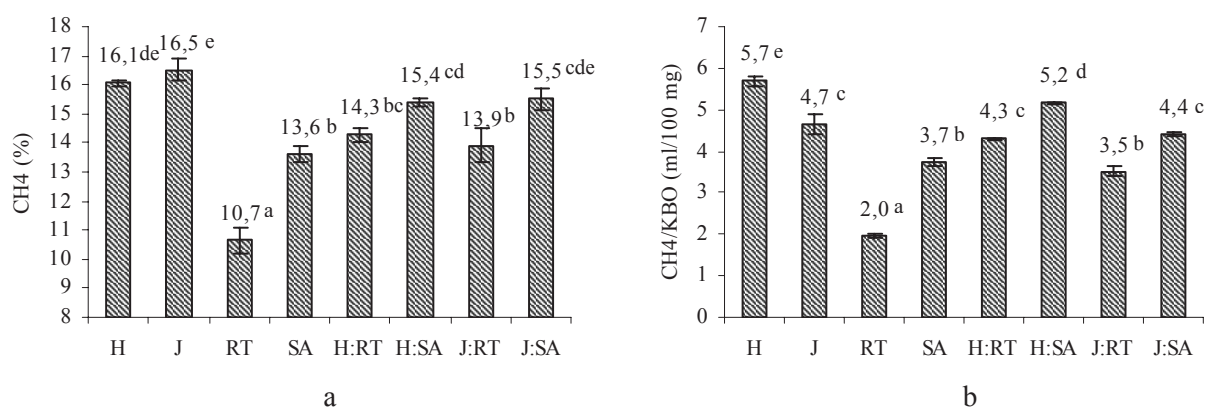 18
17
16
15
14
13
12
11
10
9
8
CH4 (%)
16,1 de
16,5 e
10,7 a
13,6 b
14,3 bc
15,4 cd
13,9 b
15,5 cde
H J RT SA H:RT H:SA J:RT J:SA
a
7
6
5
4
3
2
1
0
CH4/KBO (ml/100 mg)
5,7 e
4,7 c
2,0 a
3,7 b
4,3 c
5,2 d
3,5 b
4,4 c
H J RT SA H:RT H:SA J:RT J:SA
b